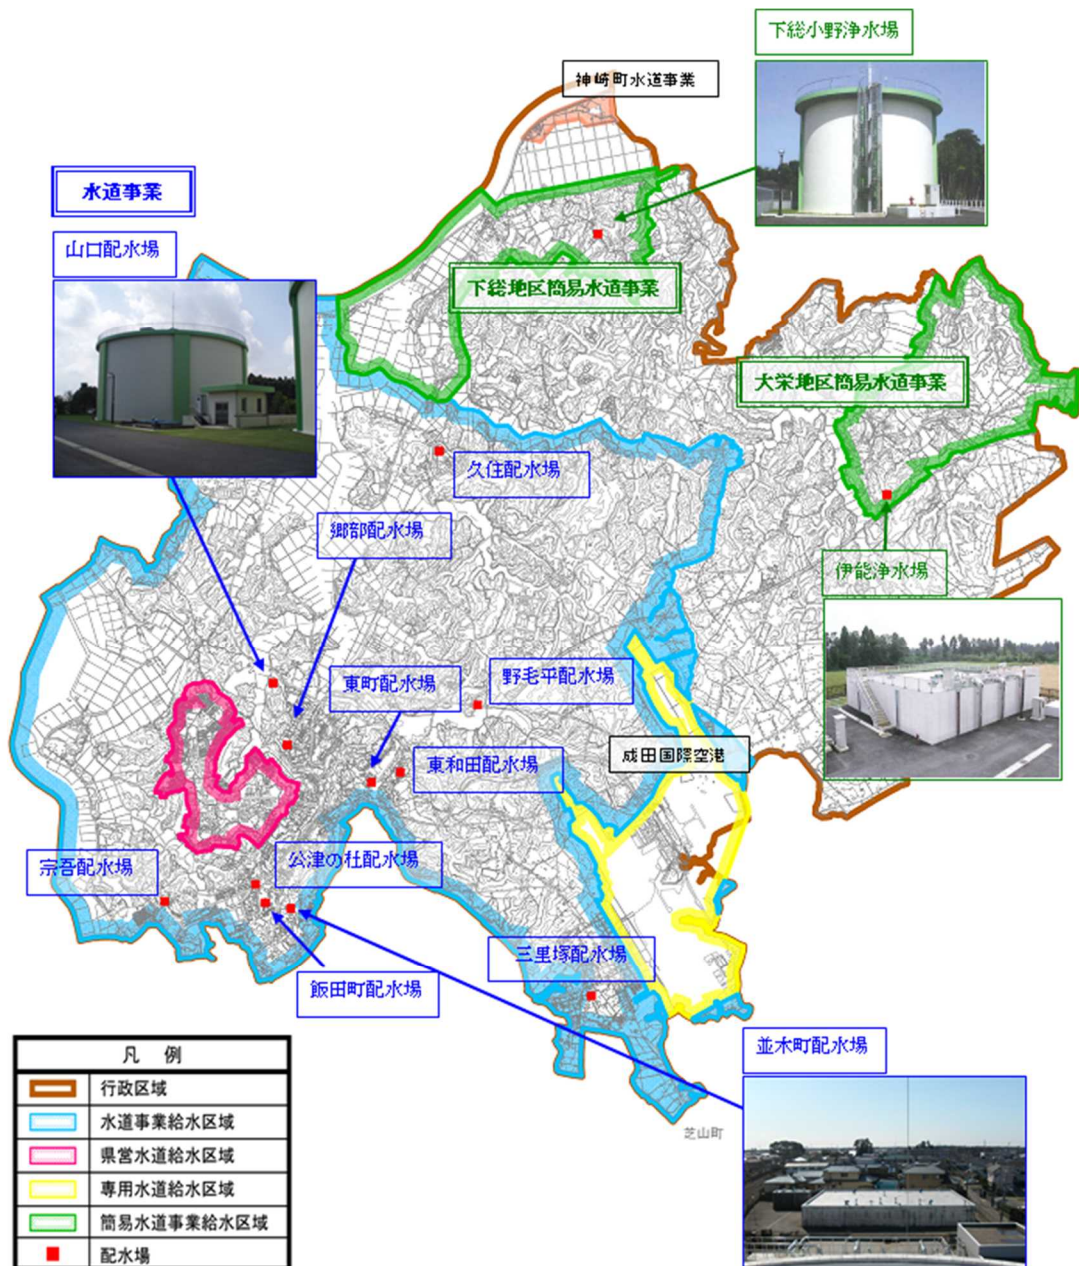 下総小野浄水場
神崎町水道事業
水道事業
山口配水場
下総地区簡易水道事業
大栄地区簡易水道事業
久住配水場
郷部配水場
伊能浄水場
東町配水場
野毛平配水場
成田国際空港
東和田配水場
公津の杜配水場
宗吾配水場
三里塚配水場
飯田町配水場
並木町配水場
芝山町
凡 例
行政区域
水道事業給水区域
県営水道給水区域
専用水道給水区域
簡易水道事業給水区域
配水場